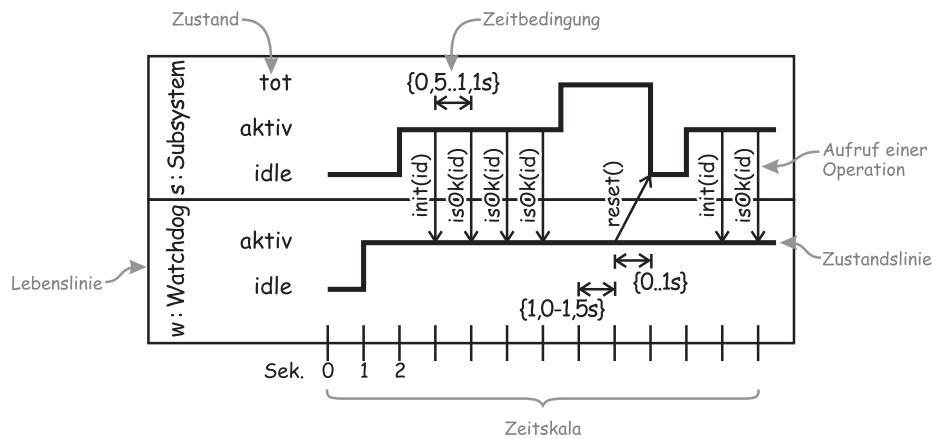 Zustand
Zeitbedingung
s : Subsystem
tot
{0,5..1,1s}
aktiv
idle
init(id)
isOk(id)
isOk(id)
isOk(id)
reset()
init(id)
isOk(id)
Aufruf einer
Operation
w : Watchdog
aktiv
idle
Zustandslinie
Lebenslinie
{0..1s}
{1,0-1,5s}
Sek. 0 1 2
Zeitskala